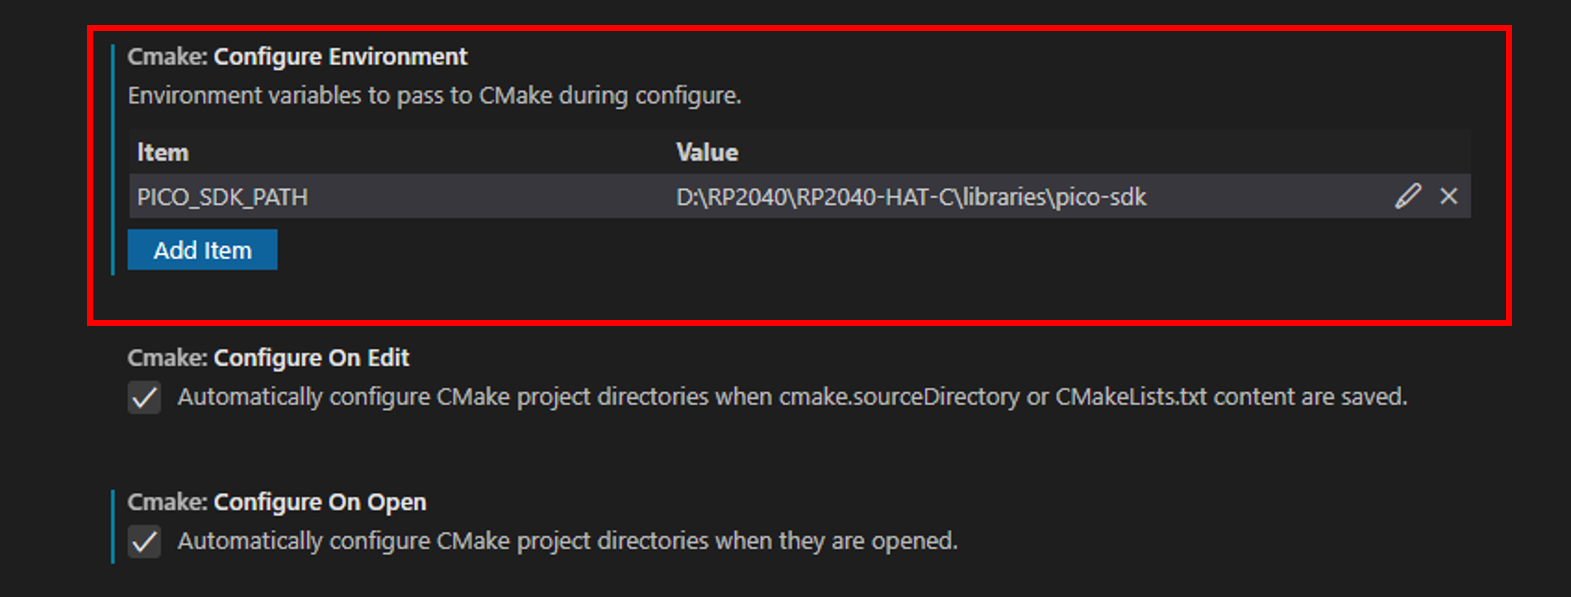 Cmake: Configure Environment
Environment variables to pass to CMake during configure.
Item Value
PICO_SDK_PATH D:\RP2040\RP2040-HAT-C\libraries\pico-sdk
Add Item
Cmake: Configure On Edit
Automatically configure CMake project directories when cmake.sourceDirectory or CMakeLists.txt content are saved.
Cmake: Configure On Open
Automatically configure CMake project directories when they are opened.